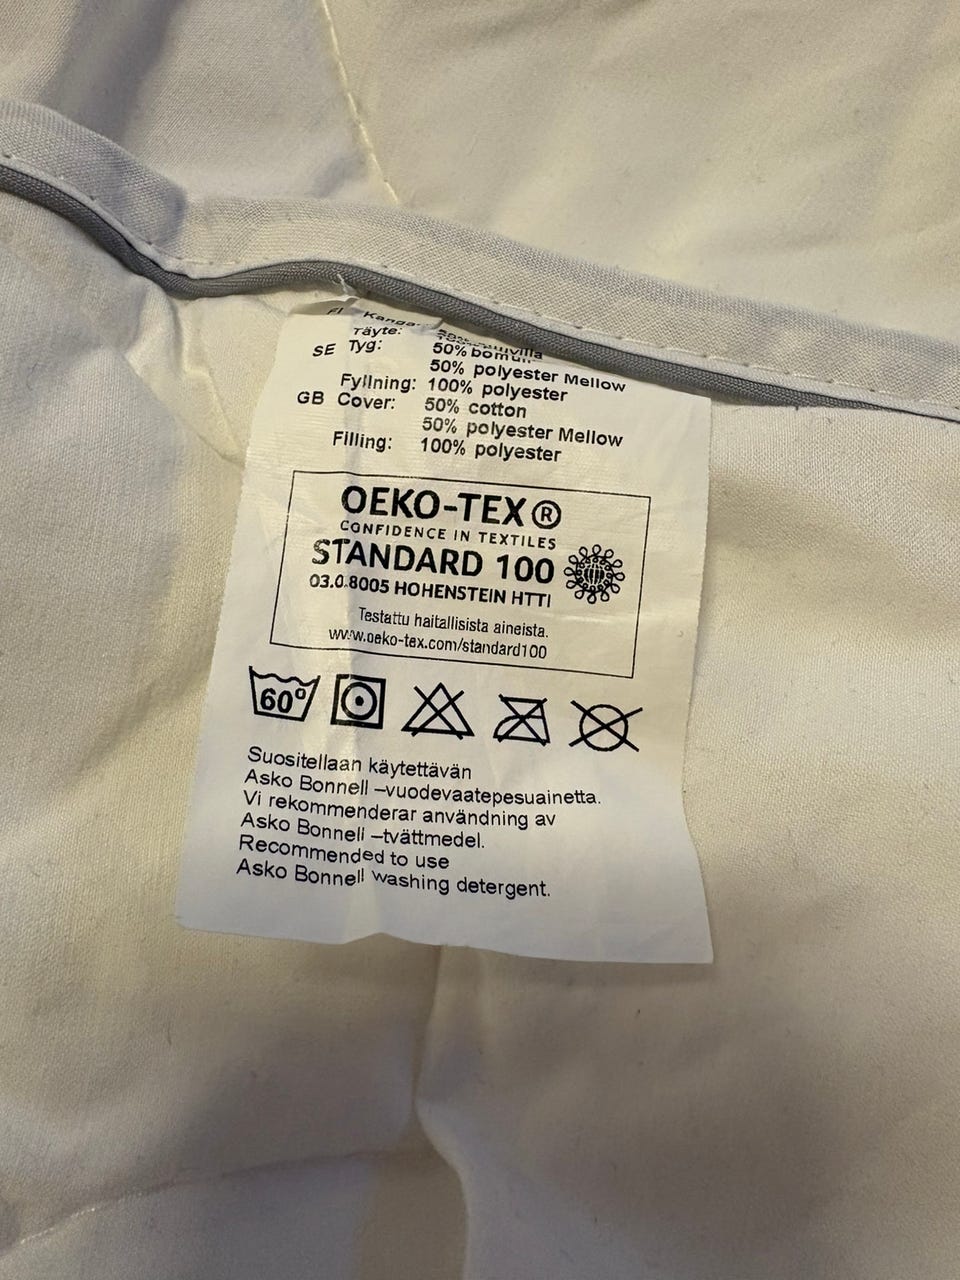 FI
Täyte:
SE Tyg: 50%
50% polyester Mellow
Fyllning: 100% polyester
GB Cover: 50% cotton
50% polyester Mellow
Filling: 100% polyester
OEKO-TEX®
CONFIDENCE IN TEXTILES
STANDARD 100
03.0.8005 HOHENSTEIN HTTI
Testattu haitallisista aineista.
www.oeko-tex.com/standard100
60°
Suositellaan käytettävän
Asko Bonnell –vuodevaatepesuainetta.
Vi rekommenderar användning av
Asko Bonnell –tvättmedel.
Recommended to use
Asko Bonnell washing detergent.